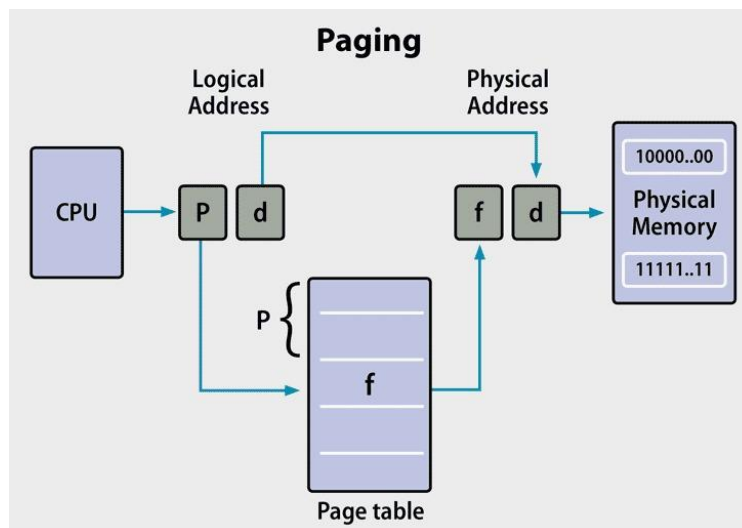 Paging
Logical
Address
Physical
Address
CPU
P
d
f
d
10000..00
Physical
Memory
11111..11
P
f
Page table